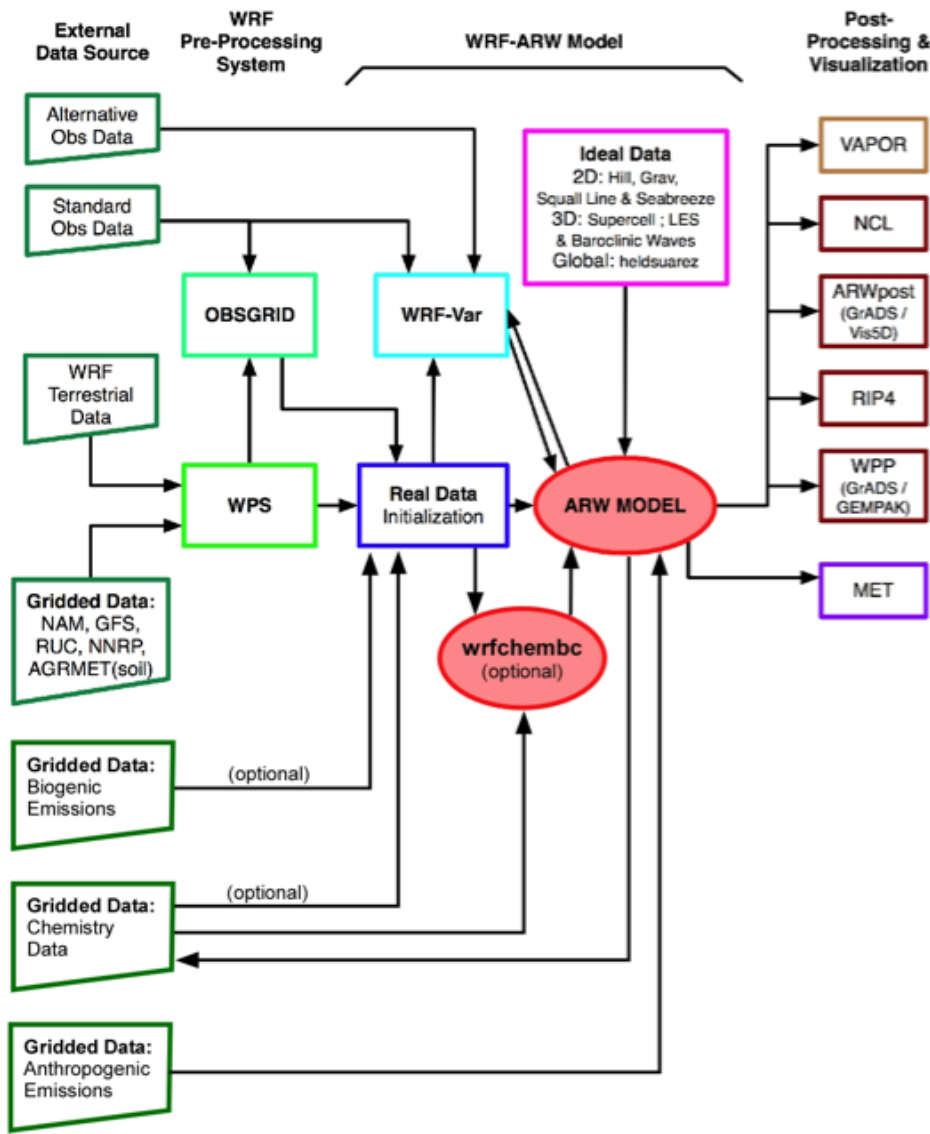 External
Data Source
WRF
Pre-Processing
System
WRF-ARW Model
Post-
Processing &
Visualization
Alternative
Obs Data
Standard
Obs Data
WRF
Terrestrial
Data
Gridded Data:
NAM, GFS,
RUC, NNRP,
AGRMET(soil)
Gridded Data:
Biogenic
Emissions
(optional)
Gridded Data:
Chemistry
Data
(optional)
Gridded Data:
Anthropogenic
Emissions
OBSGRID
WPS
WRF-Var
Real Data
Initialization
Ideal Data
2D: Hill, Grav,
Squall Line & Seabreeze
3D: Supercell ; LES
& Baroclinic Waves
Global: heldsuarez
ARW MODEL
wrfchembc
(optional)
VAPOR
NCL
ARWpost
(GrADS /
Vis5D)
RIP4
WPP
(GrADS /
GEMPAK)
MET